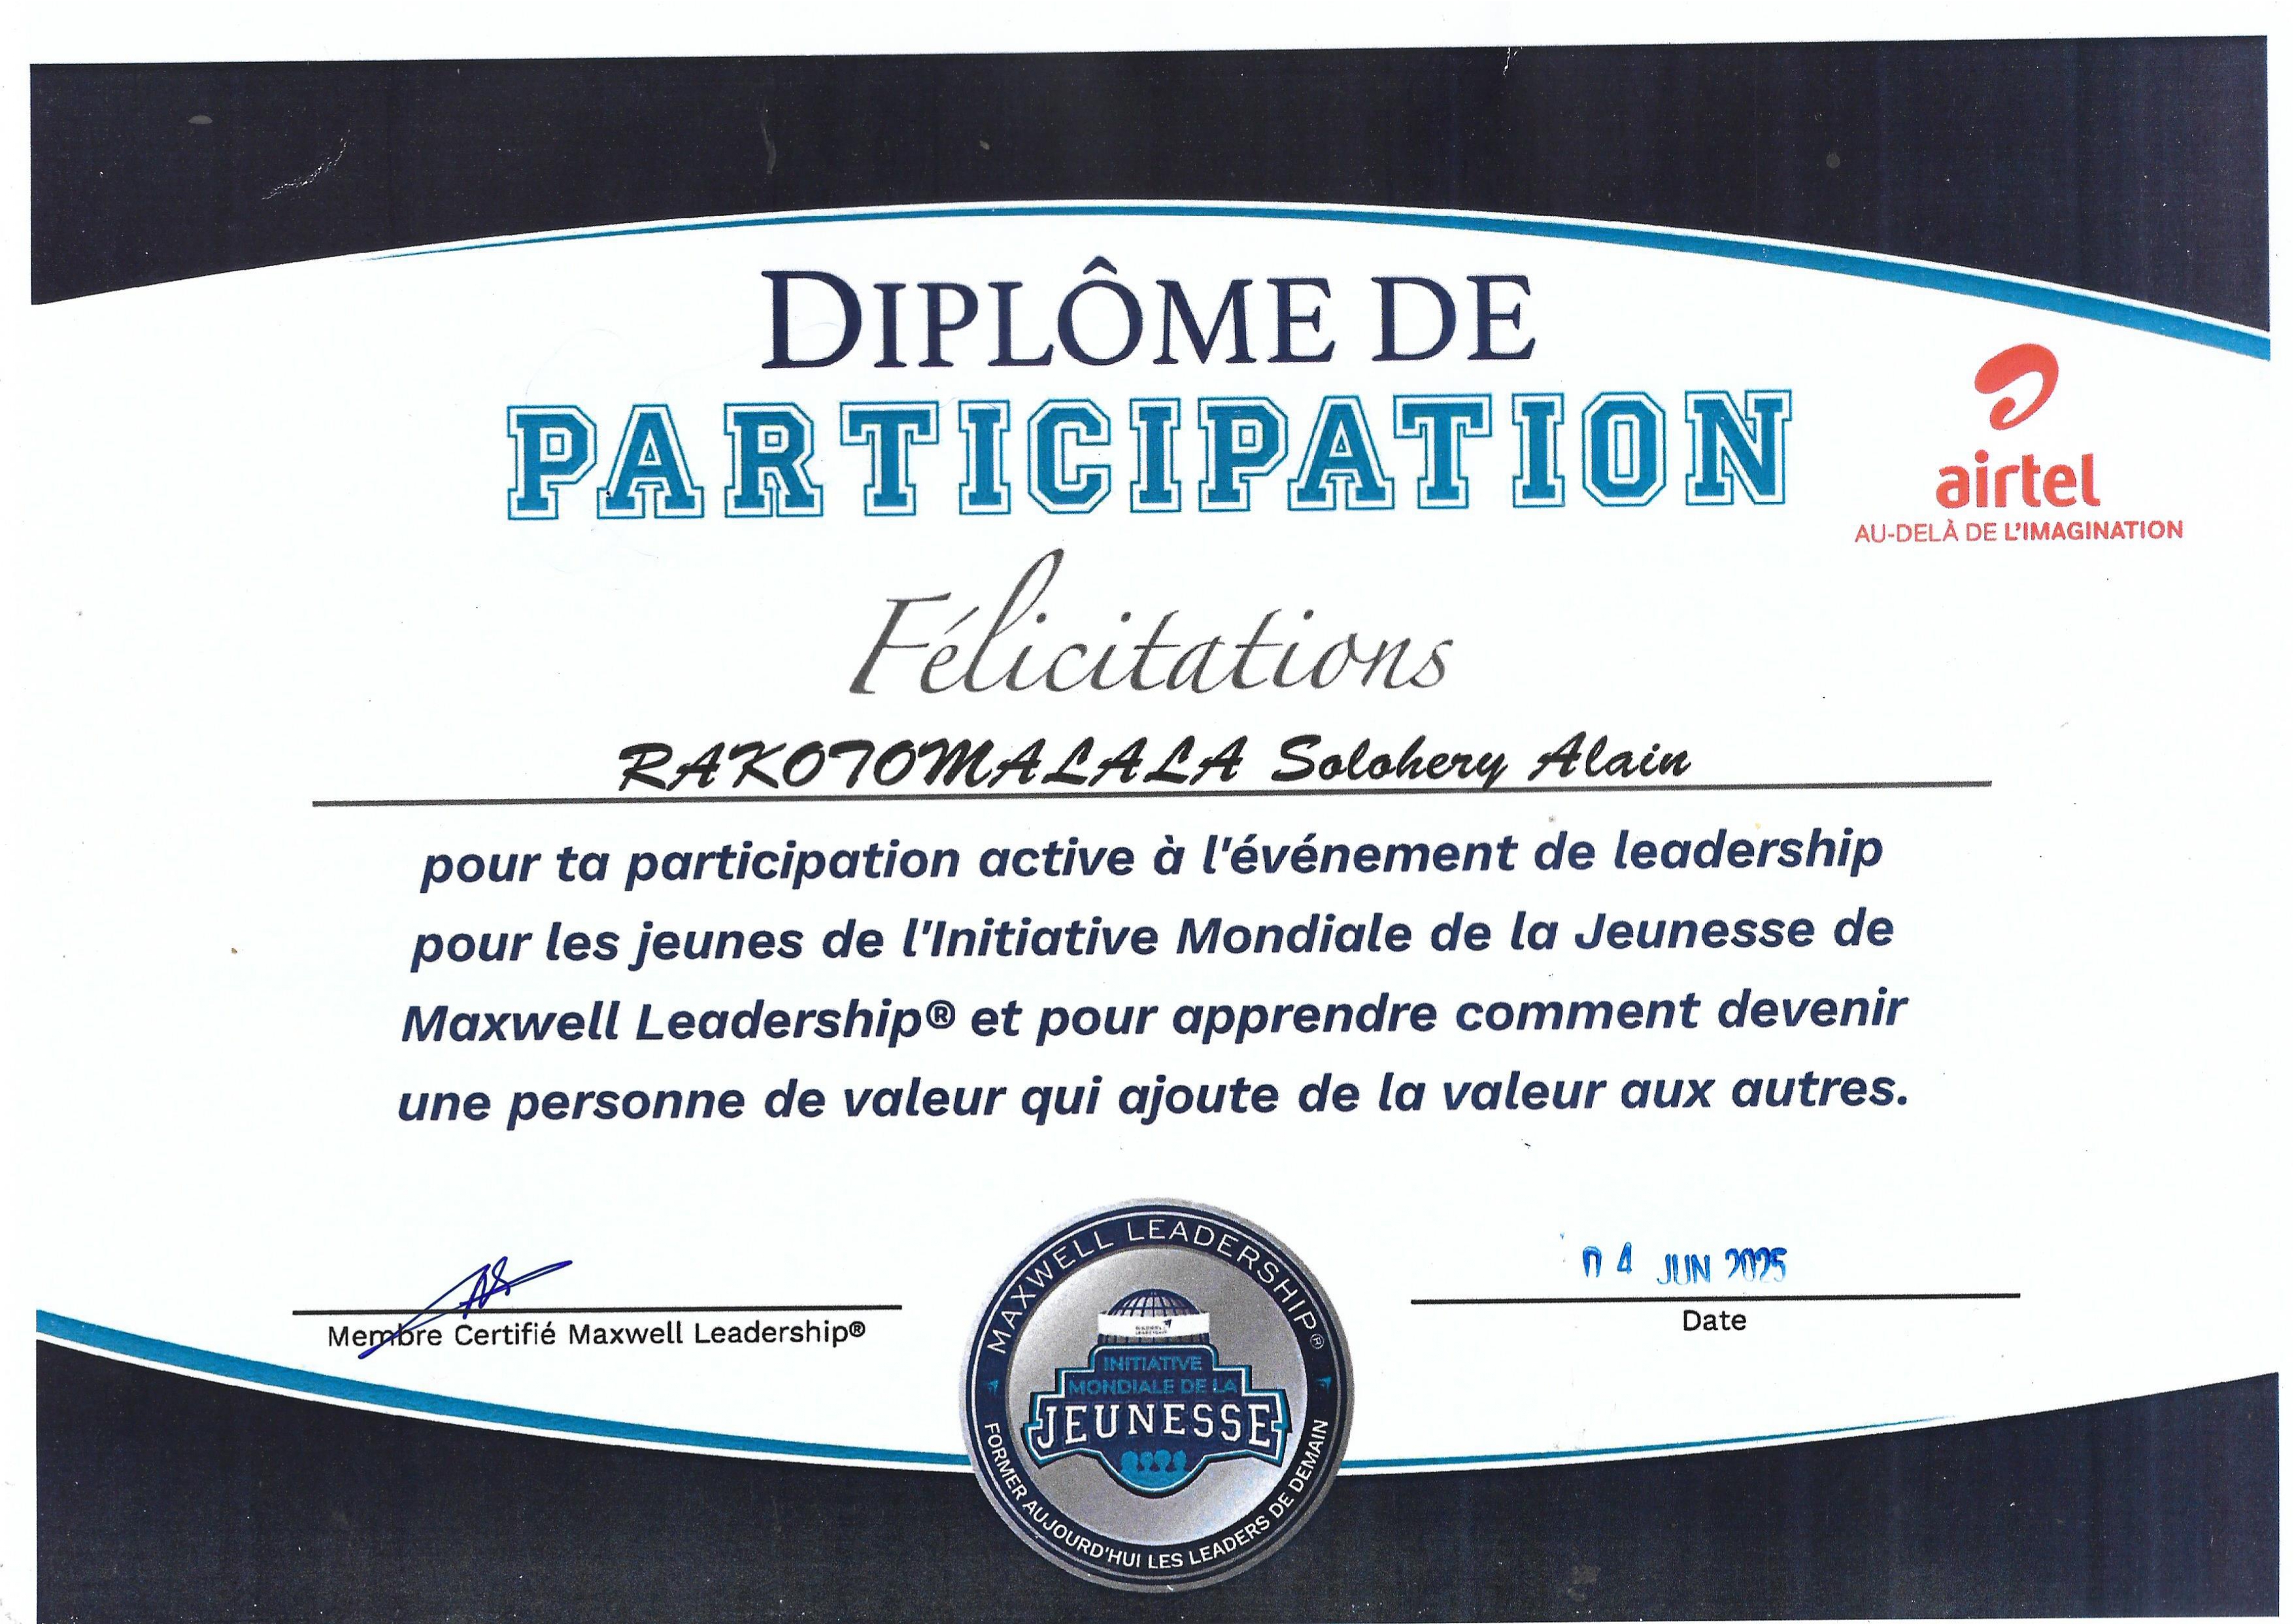 DIPLÔME DE
PARTICIPATION
airtel
AU-DELÀ DE L'IMAGINATION
Félicitations
RAKOTOMALALA Solohery Alain
pour ta participation active à l'événement de leadership
pour les jeunes de l'Initiative Mondiale de la Jeunesse de
Maxwell Leadership® et pour apprendre comment devenir
une personne de valeur qui ajoute de la valeur aux autres.
04 JUN 2025
Membre Certifié Maxwell Leadership®
Date
MAXWELL LEADERSHIP®
INITIATIVE
MONDIALE DE LA
JEUNESSE
FORMER AUJOURD'HUI LES LEADERS DE DEMAIN